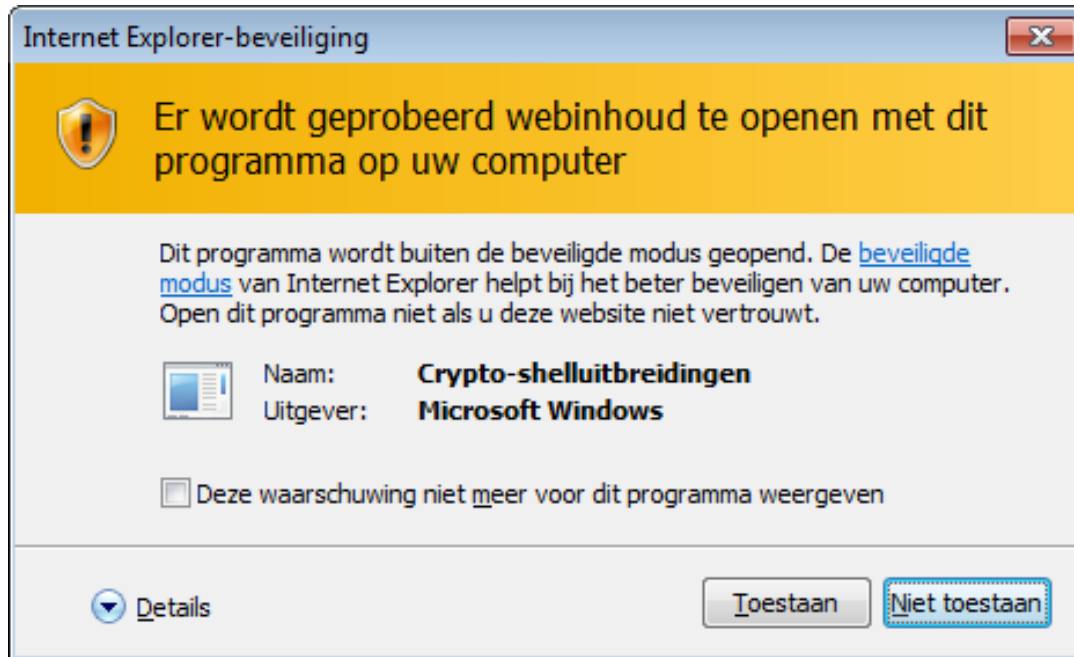 Internet Explorer-beveiliging
Er wordt geprobeerd webinhoud te openen met dit
programma op uw computer
Dit programma wordt buiten de beveiligde modus geopend. De beveiligde
modus van Internet Explorer helpt bij het beter beveiligen van uw computer.
Open dit programma niet als u deze website niet vertrouwt.
Naam: Crypto-shelluitbreidingen
Uitgever: Microsoft Windows
Deze waarschuwing niet meer voor dit programma weergeven
Details Toestaan Niet toestaan